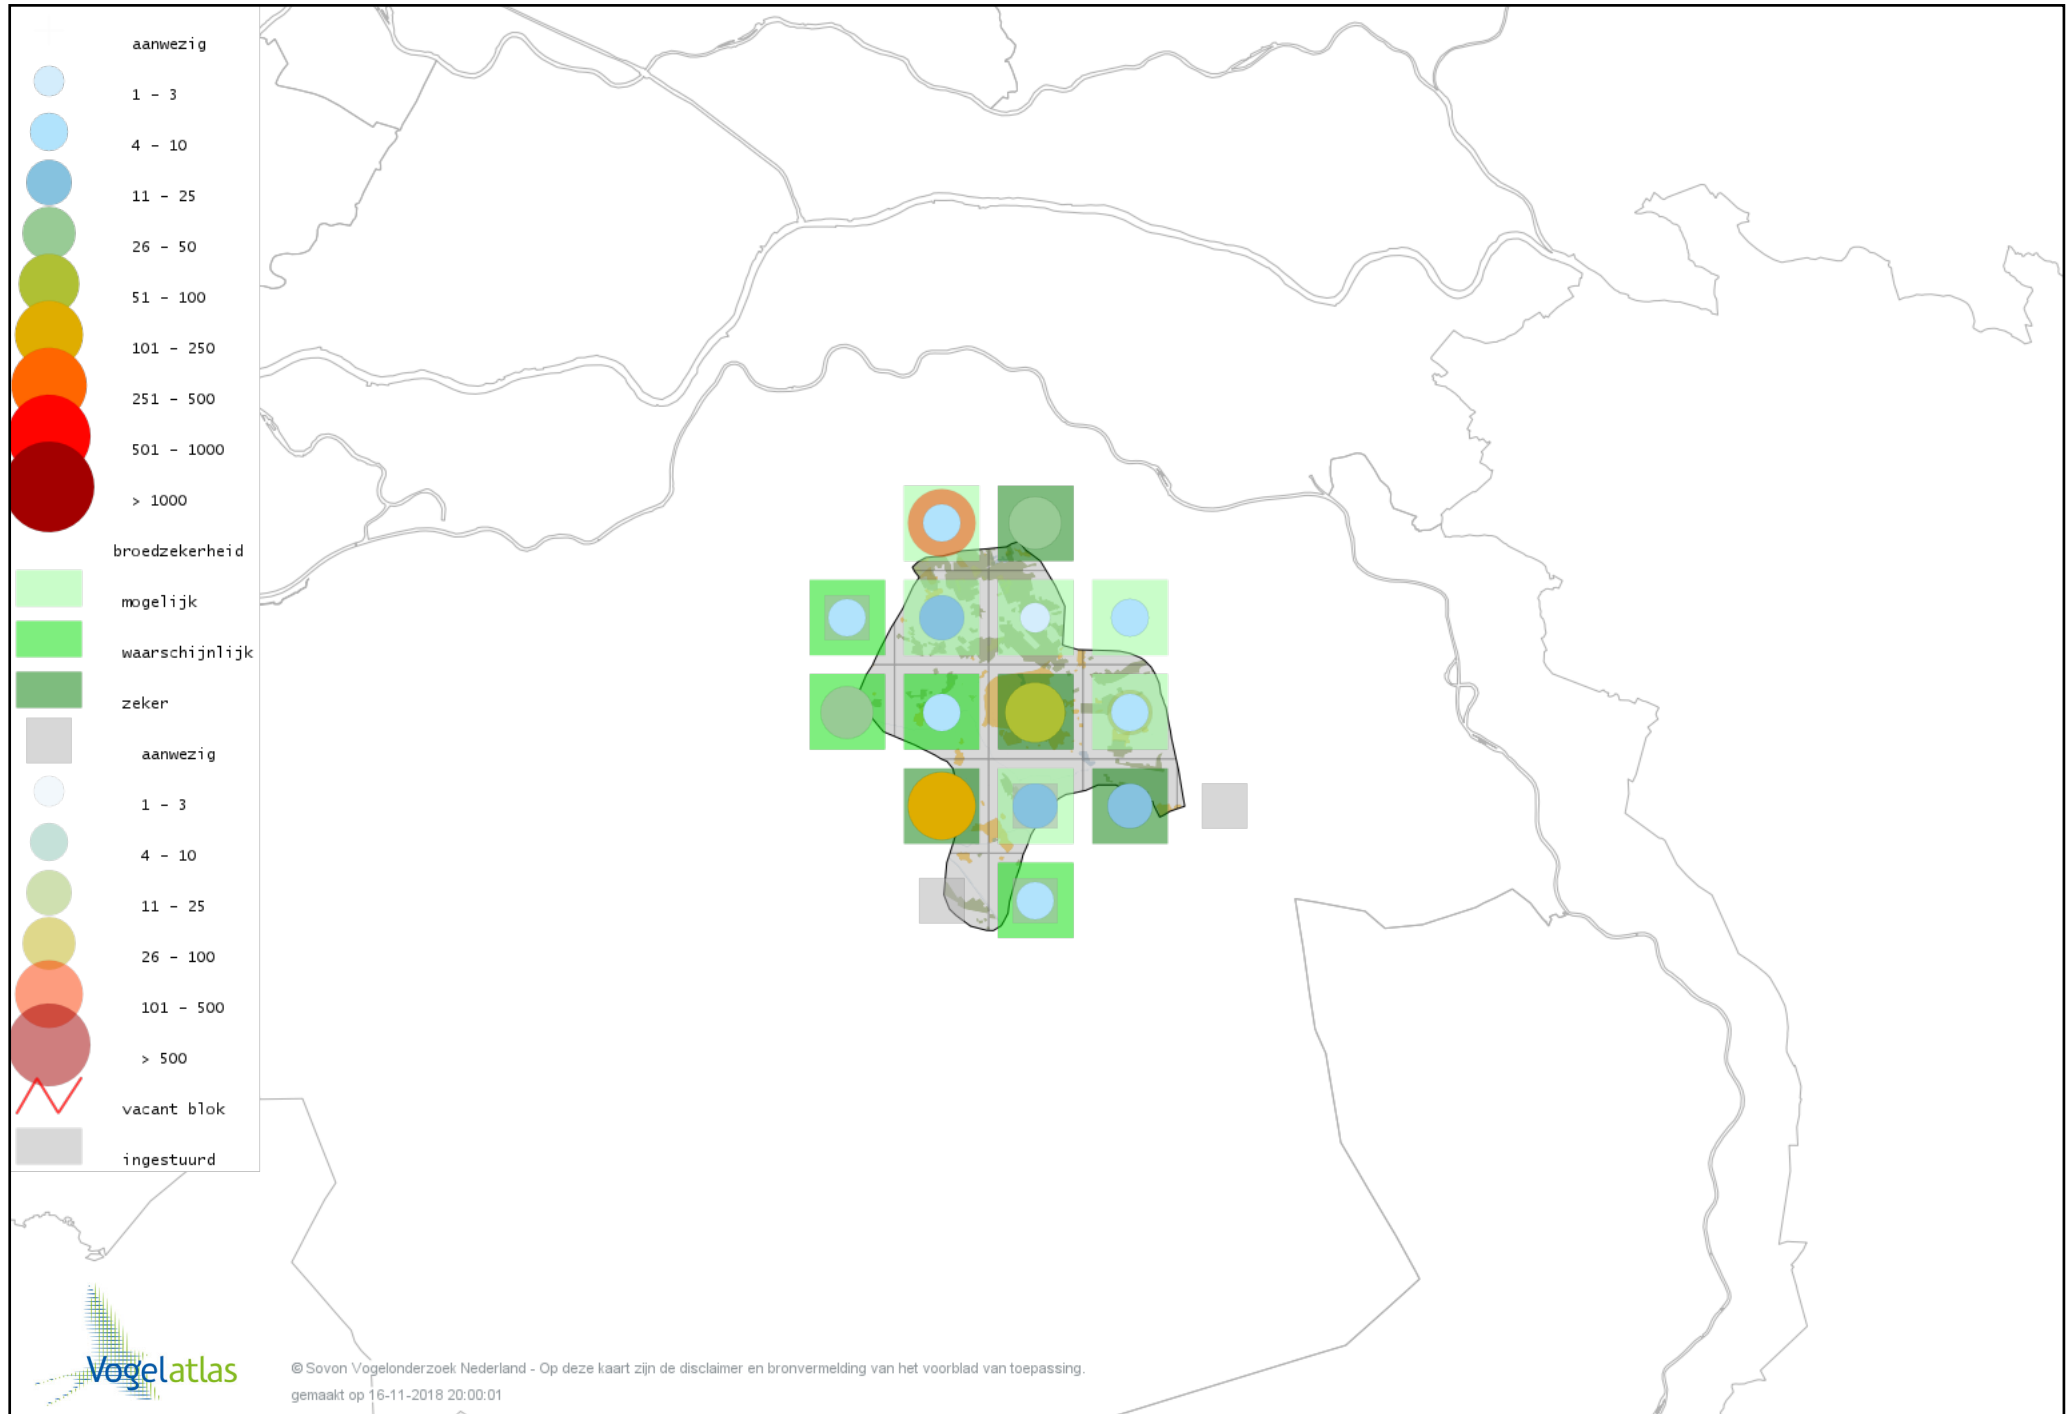 aanwezig
1 - 3
4 - 10
11 - 25
26 - 50
51 - 100
101 - 250
251 - 500
501 - 1000
> 1000
broedzekerheid
mogelijk
waarschijnlijk
zeker
aanwezig
1 - 3
4 - 10
11 - 25
26 - 100
101 - 500
> 500
vacant blok
ingestuurd
Vogelatlas
© Sovon Vogelonderzoek Nederland - Op deze kaart zijn de disclaimer en bronvermelding van het voorblad van toepassing.
gemaakt op 16-11-2018 20:00:01